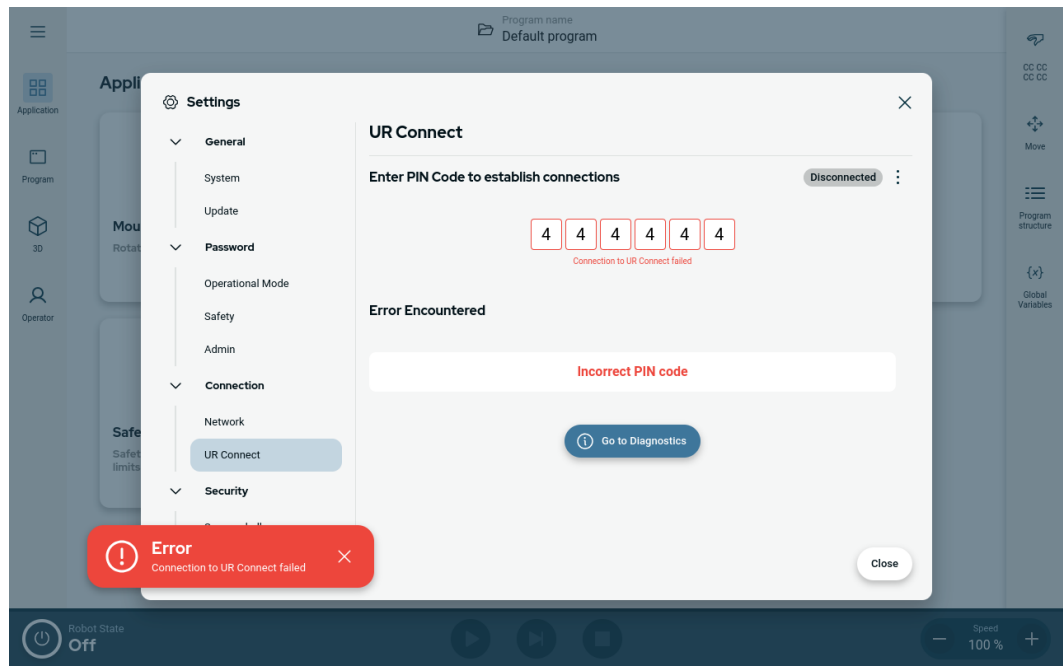 Program name
Default program
Appli
Application
Program
3D
Operator
Mou
Rotat
Safe
Safet
limits
CC CC
CC CC
Move
Program
structure
{x}
Global
Variables
Settings
General
System
Update
Password
Operational Mode
Safety
Admin
Connection
Network
UR Connect
Security
UR Connect
Enter PIN Code to establish connections
Disconnected
4 4 4 4 4 4
Connection to UR Connect failed
Error Encountered
Incorrect PIN code
Go to Diagnostics
Close
Error
Connection to UR Connect failed
Robot State
Off
Speed
100 %